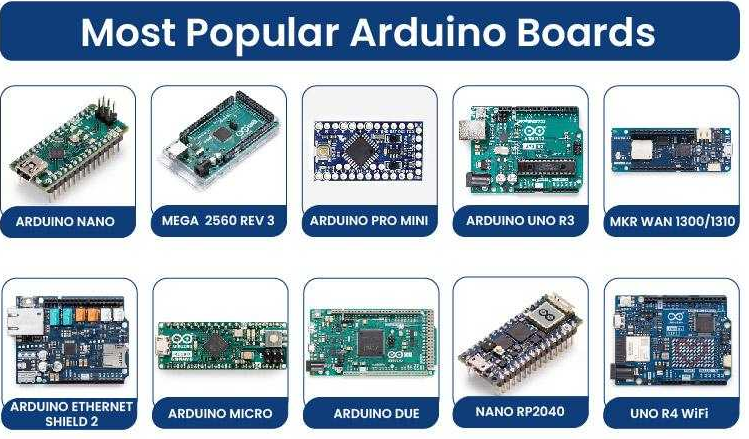 Most Popular Arduino Boards
ARDUINO NANO
MEGA 2560 REV 3
ARDUINO PRO MINI
ARDUINO UNO R3
MKR WAN 1300/1310
ARDUINO ETHERNET
SHIELD 2
ARDUINO MICRO
ARDUINO DUE
NANO RP2040
UNO R4 WiFi